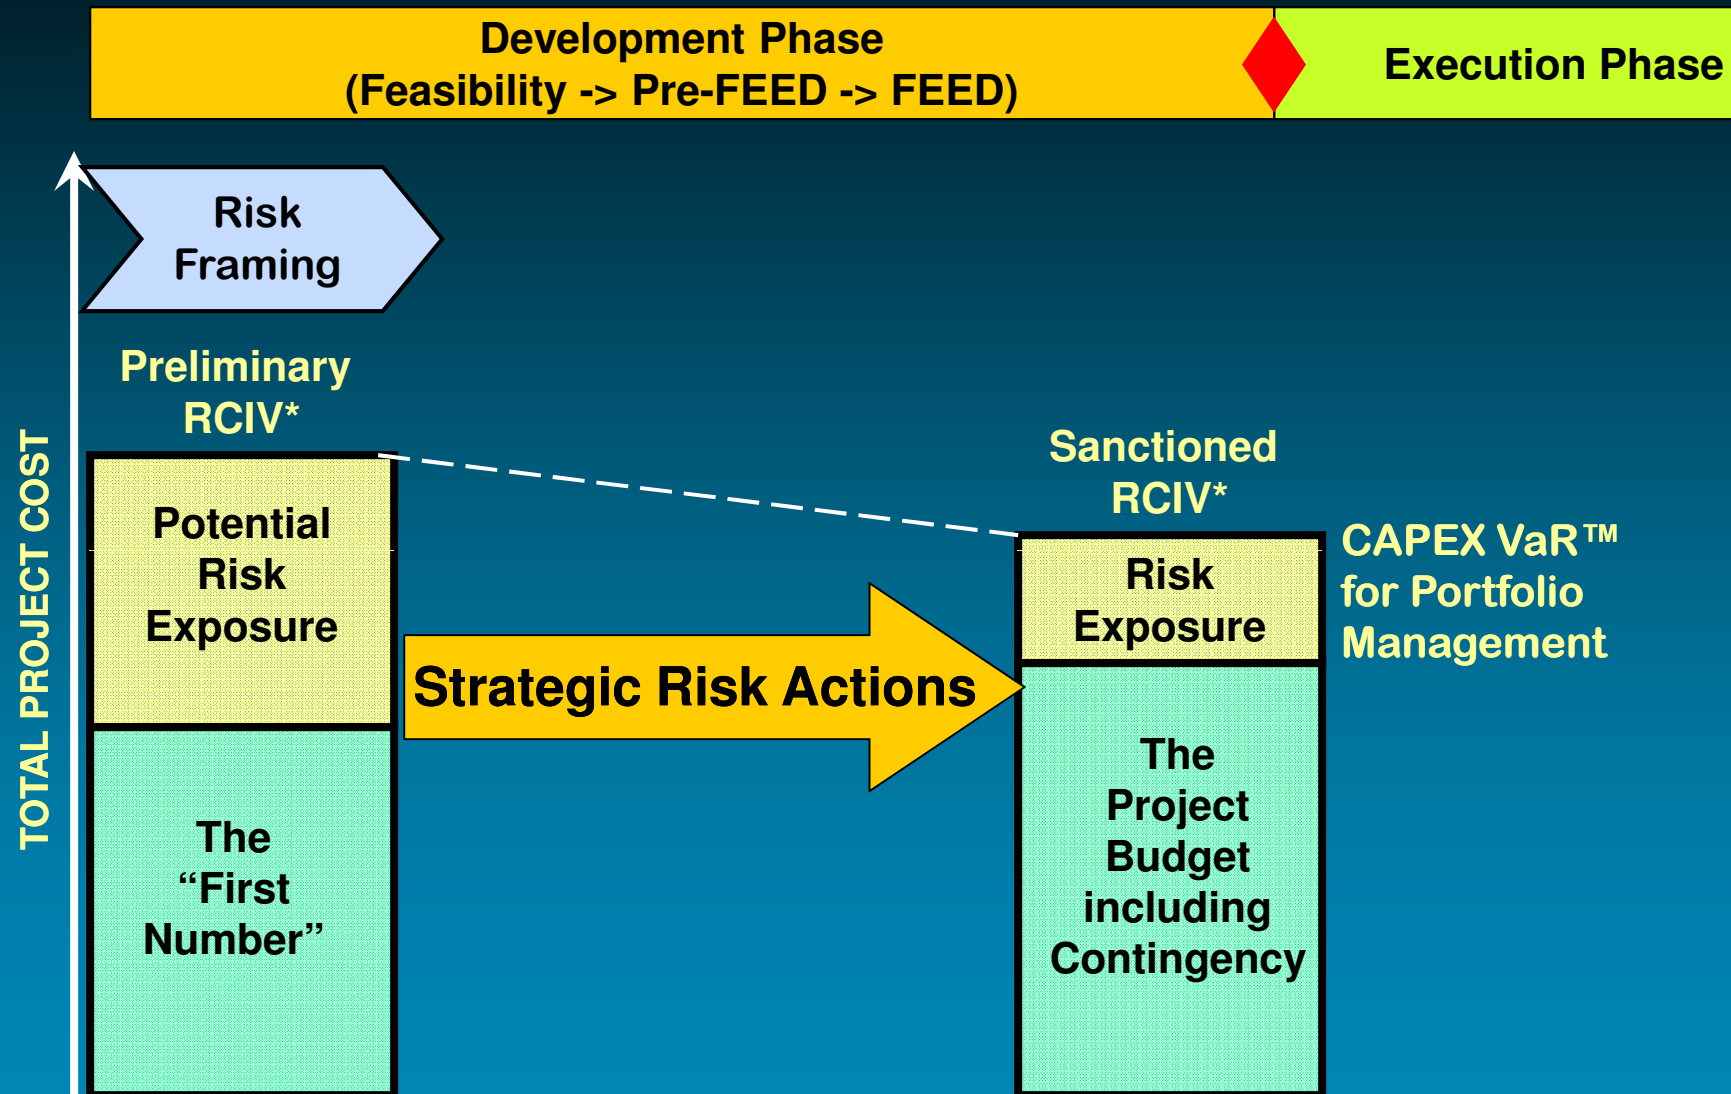 Development Phase
(Feasibility -> Pre-FEED -> FEED)
Execution Phase
Risk
Framing
Preliminary
RCIV*
TOTAL PROJECT COST
Potential
Risk
Exposure
The
“First
Number”
Strategic Risk Actions
Sanctioned
RCIV*
Risk
Exposure
The
Project
Budget
including
Contingency
CAPEX VaR™
for Portfolio
Management